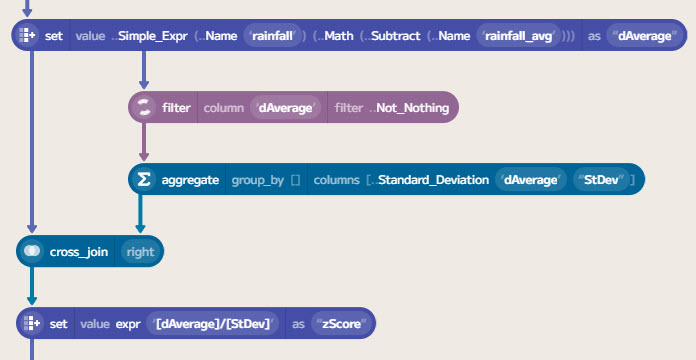 set value ..Simple_Expr (..Name 'rainfall' ) (..Math (..Subtract (..Name 'rainfall_avg' ))) as "dAverage"
filter column 'dAverage' filter ..Not_Nothing
aggregate group_by [] columns [..Standard_Deviation 'dAverage' "StDev" ]
cross_join right
set value expr '[dAverage]/[StDev]' as "zScore"